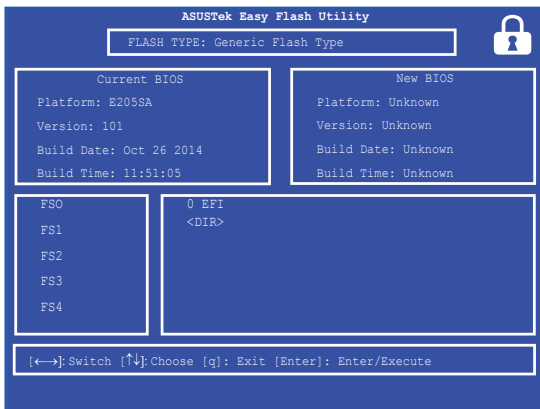 ASUSTek Easy Flash Utility
FLASH TYPE: Generic Flash Type
Current BIOS
Platform: E205SA
Version: 101
Build Date: Oct 26 2014
Build Time: 11:51:05
New BIOS
Platform: Unknown
Version: Unknown
Build Date: Unknown
Build Time: Unknown
FSO
FS1
FS2
FS3
FS4
0 EFI
<DIR>
[←→]: Switch [↑↓]: Choose [q]: Exit [Enter]: Enter/Execute